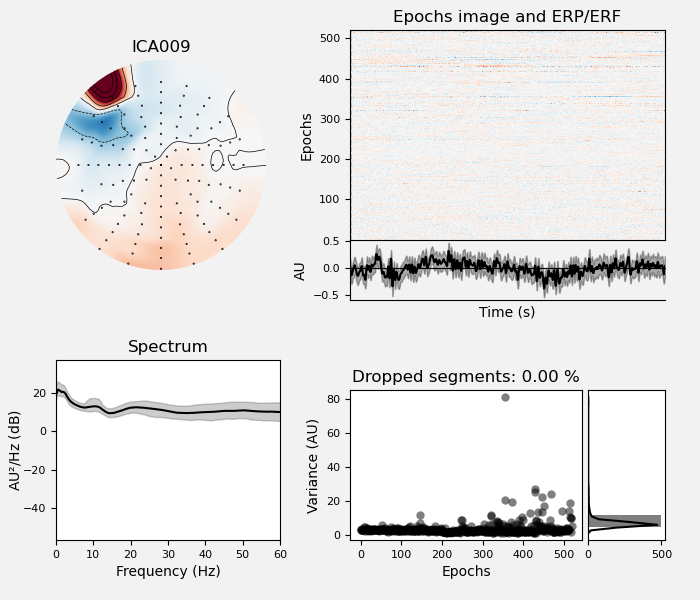 ICA009
Epochs image and ERP/ERF
500
400
300
200
100
Epochs
0.5
0.0
−0.5
AU
Time (s)
Spectrum
20
0
−20
−40
AU²/Hz (dB)
0 10 20 30 40 50 60
Frequency (Hz)
Dropped segments: 0.00 %
80
60
40
20
0
Variance (AU)
0 100 200 300 400 500
Epochs
0 500